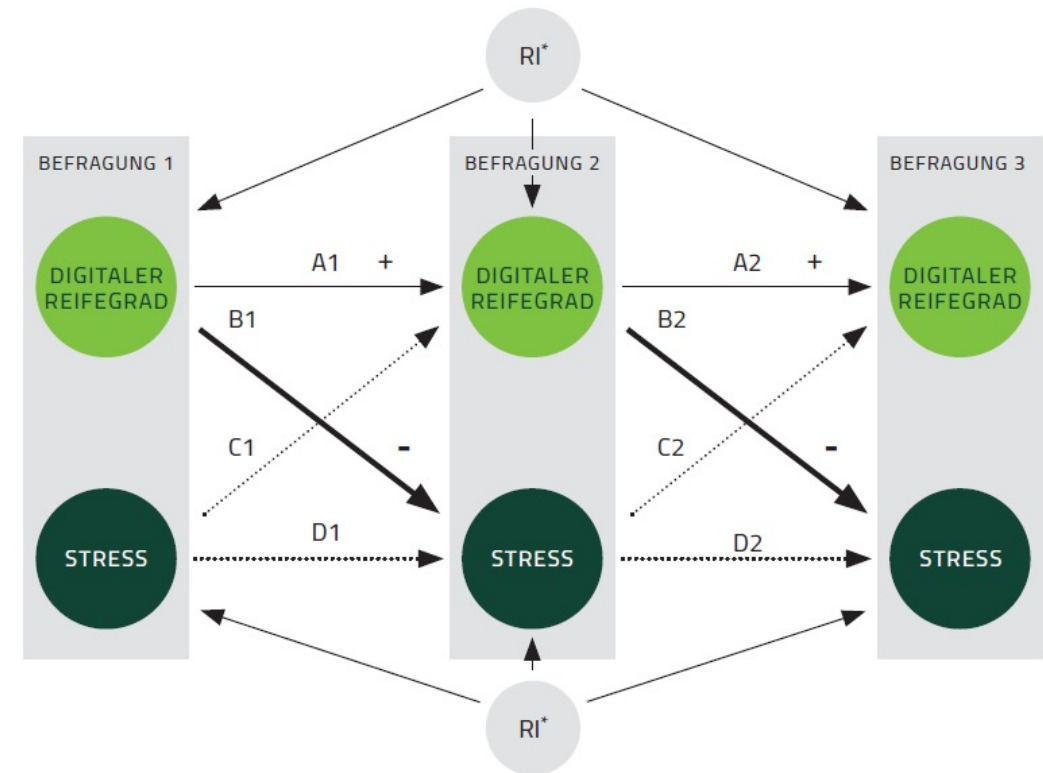 RI*
BEFRAGUNG 1
BEFRAGUNG 2
BEFRAGUNG 3
DIGITALER
REIFEGRAD
A1 +
DIGITALER
REIFEGRAD
A2 +
DIGITALER
REIFEGRAD
B1
B2
C1
-
C2
-
STRESS
D1
STRESS
D2
STRESS
RI*